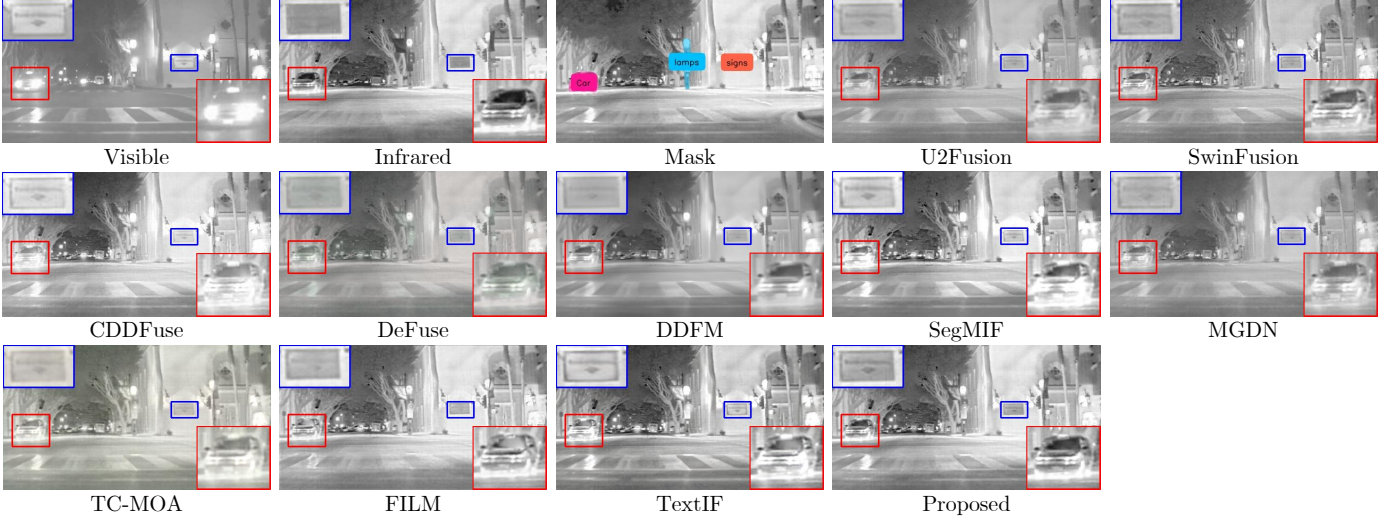 Car
lamps
signs
Visible
Infrared
Mask
U2Fusion
SwinFusion
CDDFuse
DeFuse
DDFM
SegMIF
MGDN
TC-MOA
FILM
TextIF
Proposed